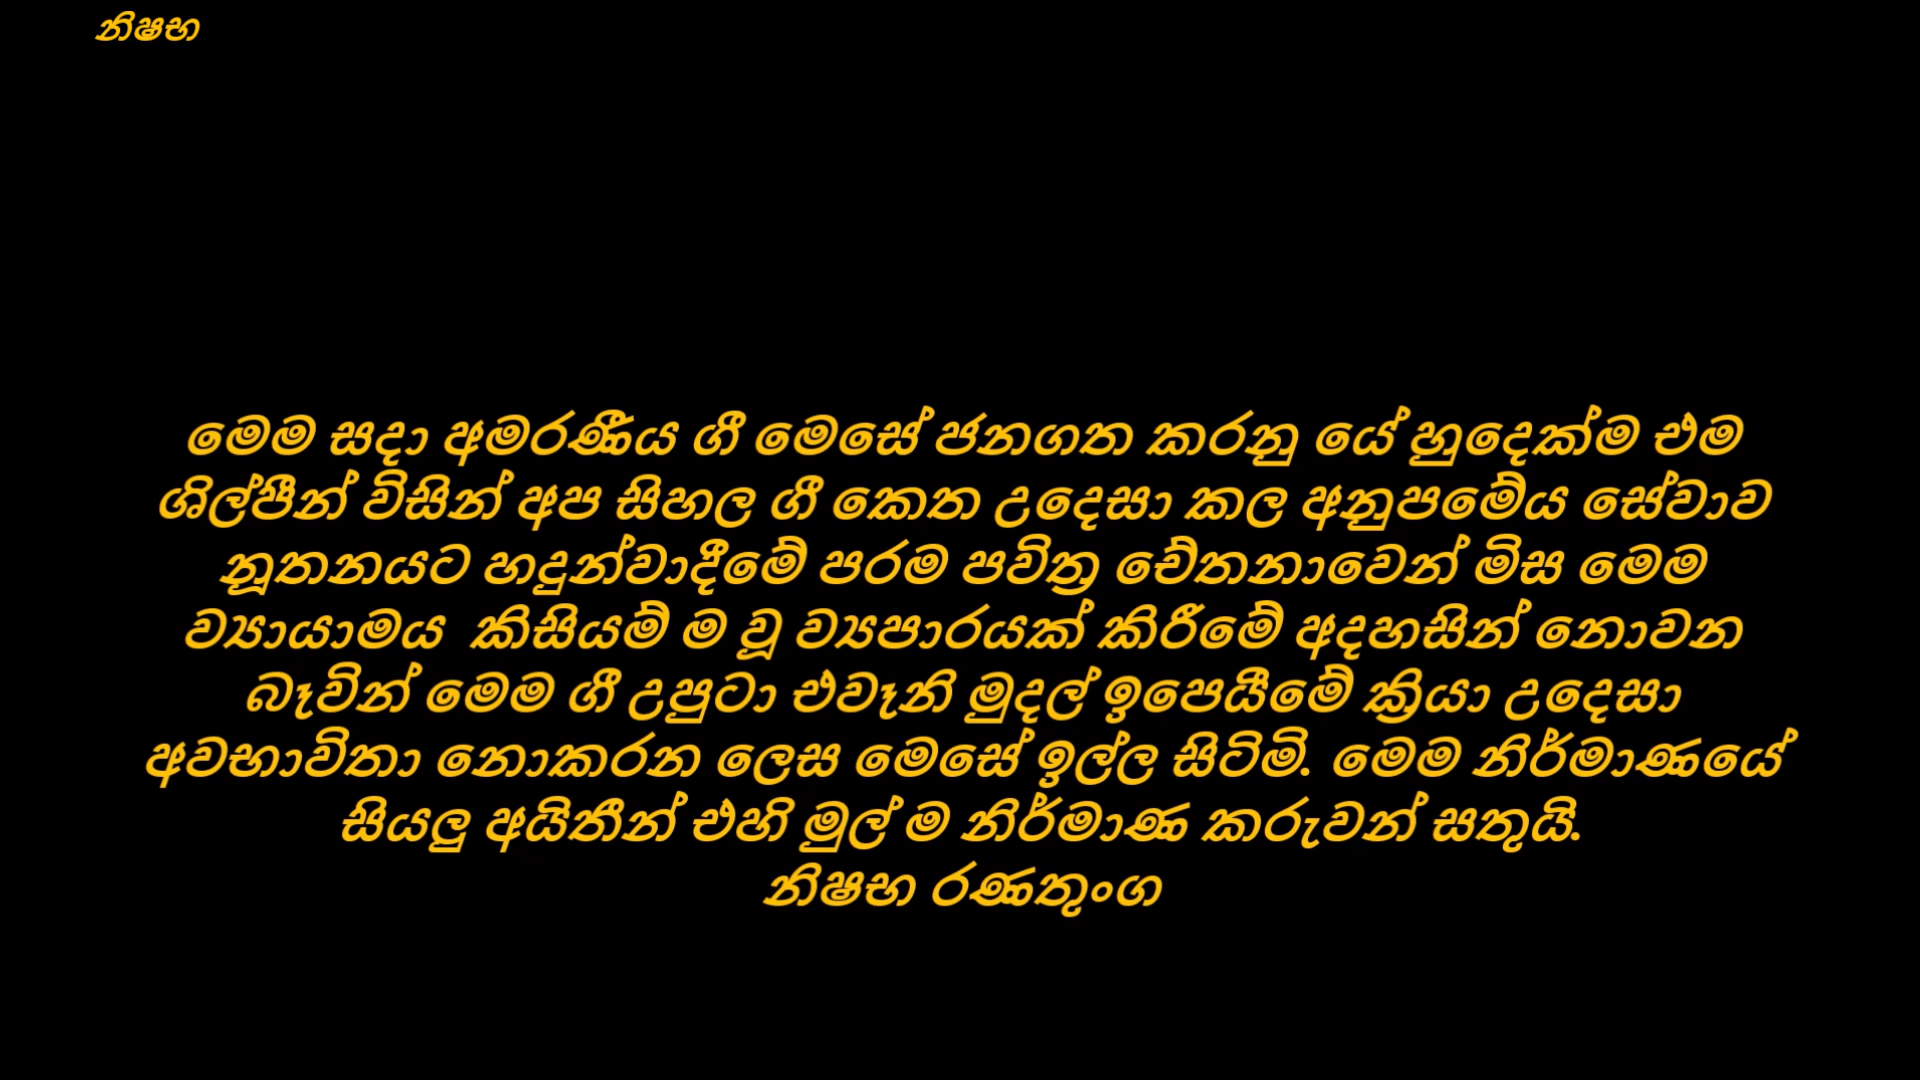 නිෂභ
මෙම සදා අමරණීය ගී මෙසේ ජනගත කරනු යේ හුදෙක්ම එම
ශිල්පීන් විසින් අප සිහල ගී කෙත උදෙසා කල අනුපමේය සේවාව
නූතනයට හදුන්වාදීමේ පරම පවිත්‍ර චේතනාවෙන් මිස මෙම
ව්‍යායාමය කිසියම් ම වූ ව්‍යපාරයක් කිරීමේ අදහසින් නොවන
බෑවින් මෙම ගී උපුටා එවෑනි මුදල් ඉපෙයීමේ ක්‍රියා උදෙසා
අවභාවිතා නොකරන ලෙස මෙසේ ඉල්ල සිටිමි. මෙම නිර්මාණයේ
සියලු අයිතීන් එහි මුල් ම නිර්මාණ කරුවන් සතුයි.
නිෂභ රණතුංග